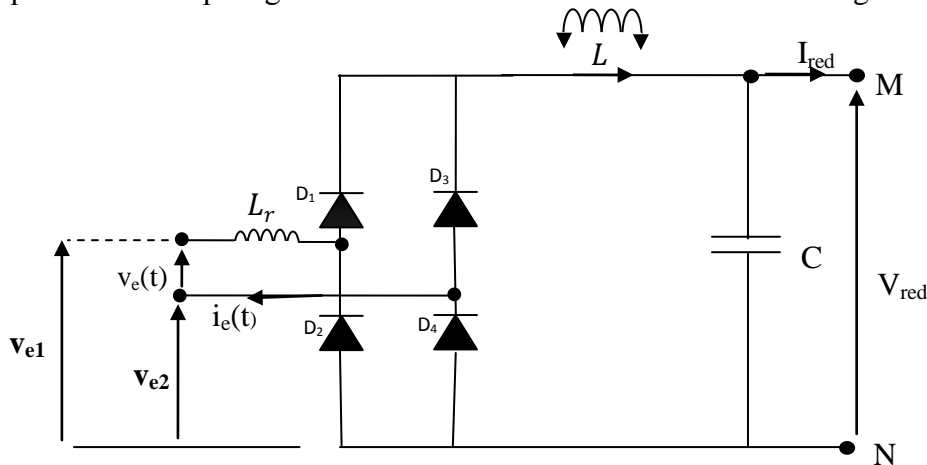 L
I_red
M
D₁
D₃
L_r
v_e(t)
C
V_red
i_e(t)
D₂
D₄
v_e1
v_e2
N